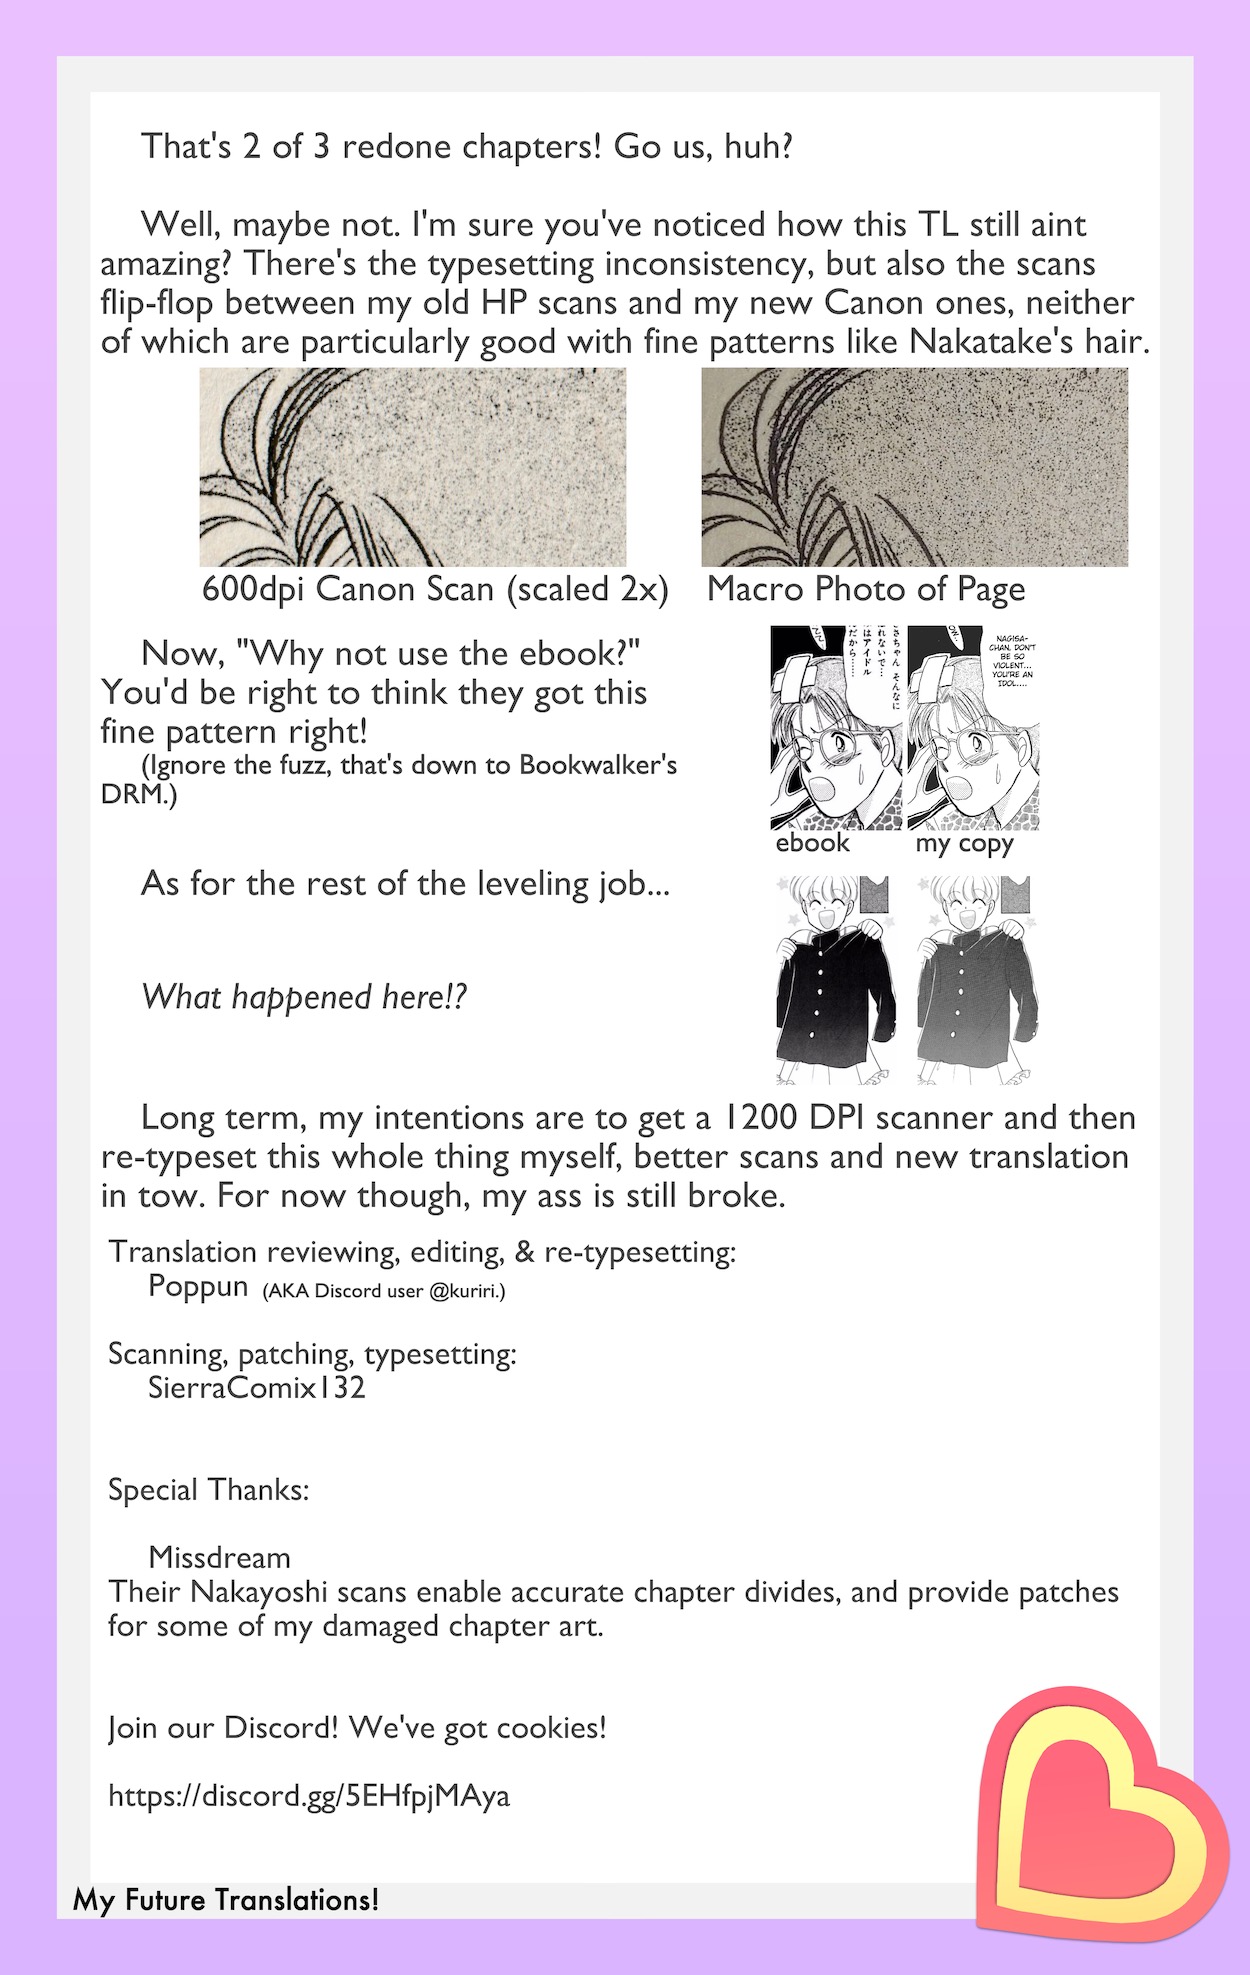 That's 2 of 3 redone chapters! Go us, huh?
Well, maybe not. I'm sure you've noticed how this TL still aint
amazing? There's the typesetting inconsistency, but also the scans
flip-flop between my old HP scans and my new Canon ones, neither
of which are particularly good with fine patterns like Nakatake's hair.
600dpi Canon Scan (scaled 2x)
Macro Photo of Page
Now, "Why not use the ebook?"
You'd be right to think they got this
fine pattern right!
(Ignore the fuzz, that's down to Bookwalker's
DRM.)
さちゃん そんなに
れないで…
はアイドル
だから……
OW..
NAGISA-
CHAN, DON'T
BE SO
VIOLENT...
YOU'RE AN
IDOL....
ebook
my copy
As for the rest of the leveling job...
What happened here!?
Long term, my intentions are to get a 1200 DPI scanner and then
re-typeset this whole thing myself, better scans and new translation
in tow. For now though, my ass is still broke.
Translation reviewing, editing, & re-typesetting:
Poppun (AKA Discord user @kuriri.)
Scanning, patching, typesetting:
SierraComix132
Special Thanks:
Missdream
Their Nakayoshi scans enable accurate chapter divides, and provide patches
for some of my damaged chapter art.
Join our Discord! We've got cookies!
https://discord.gg/5EHfpjMAya
My Future Translations!